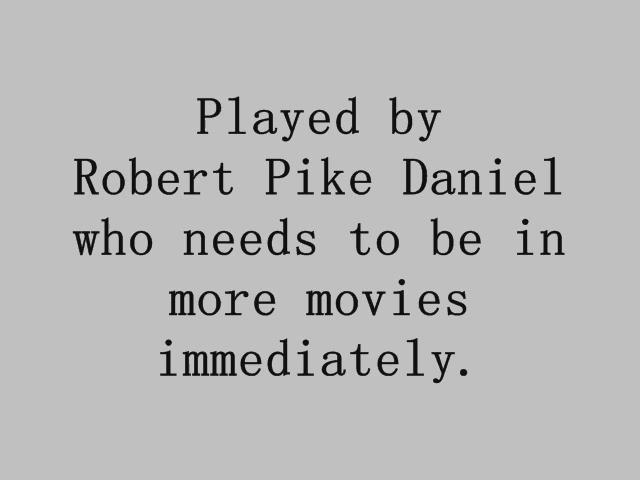 Played by
Robert Pike Daniel
who needs to be in
more movies
immediately.